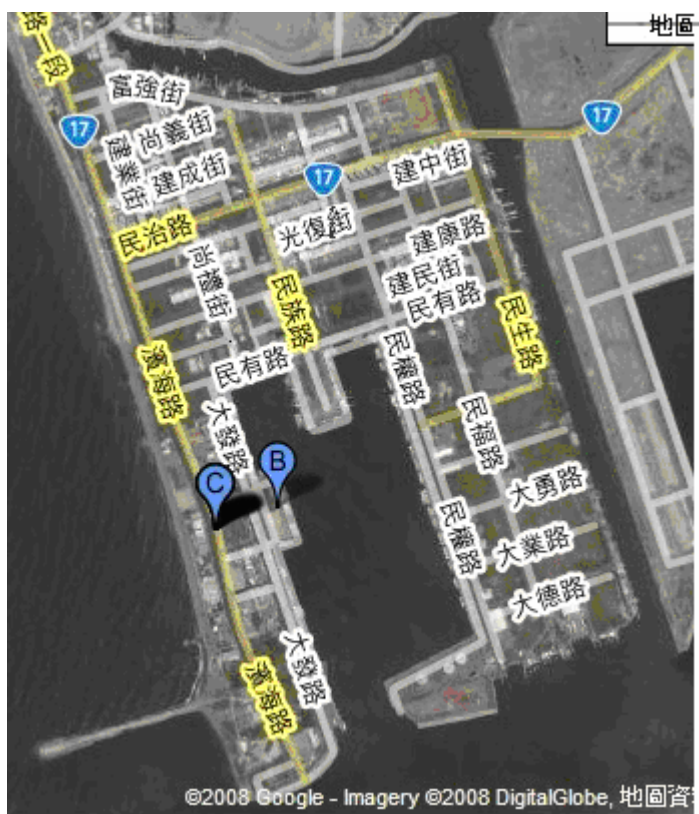 地圖
路一段
富強街
17
17
尚義街
建業街
建成街
17
建中街
民治路
光復街
建康路
尚禮街
建民街
民族路
民有路
民生路
民有路
民權路
濱海路
大發路
民福路
B
C
大勇路
民權路
大業路
大德路
大發路
濱海路
©2008 Google - Imagery ©2008 DigitalGlobe, 地圖資